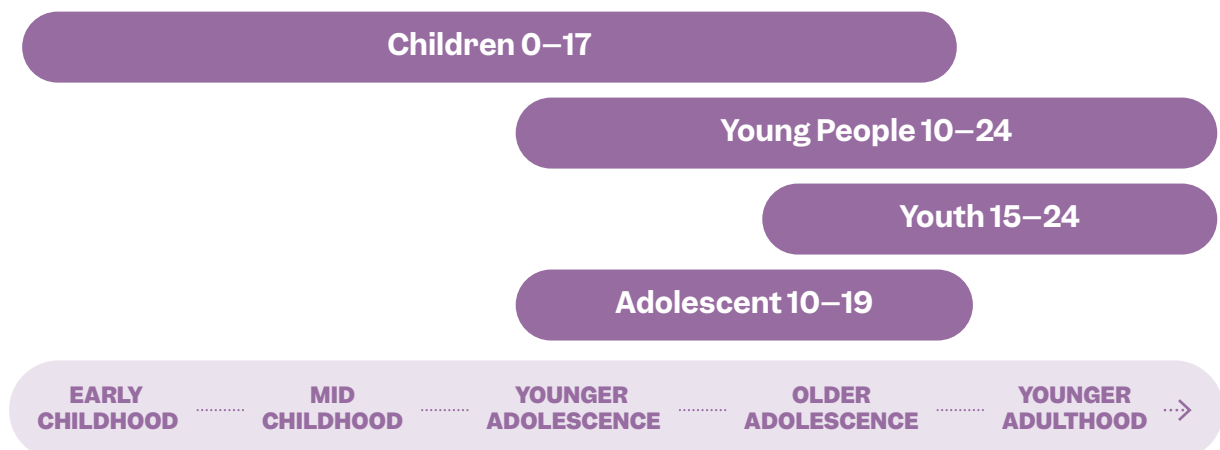 Children 0–17
Young People 10–24
Youth 15–24
Adolescent 10–19
EARLY
CHILDHOOD
MID
CHILDHOOD
YOUNGER
ADOLESCENCE
OLDER
ADOLESCENCE
YOUNGER
ADULTHOOD